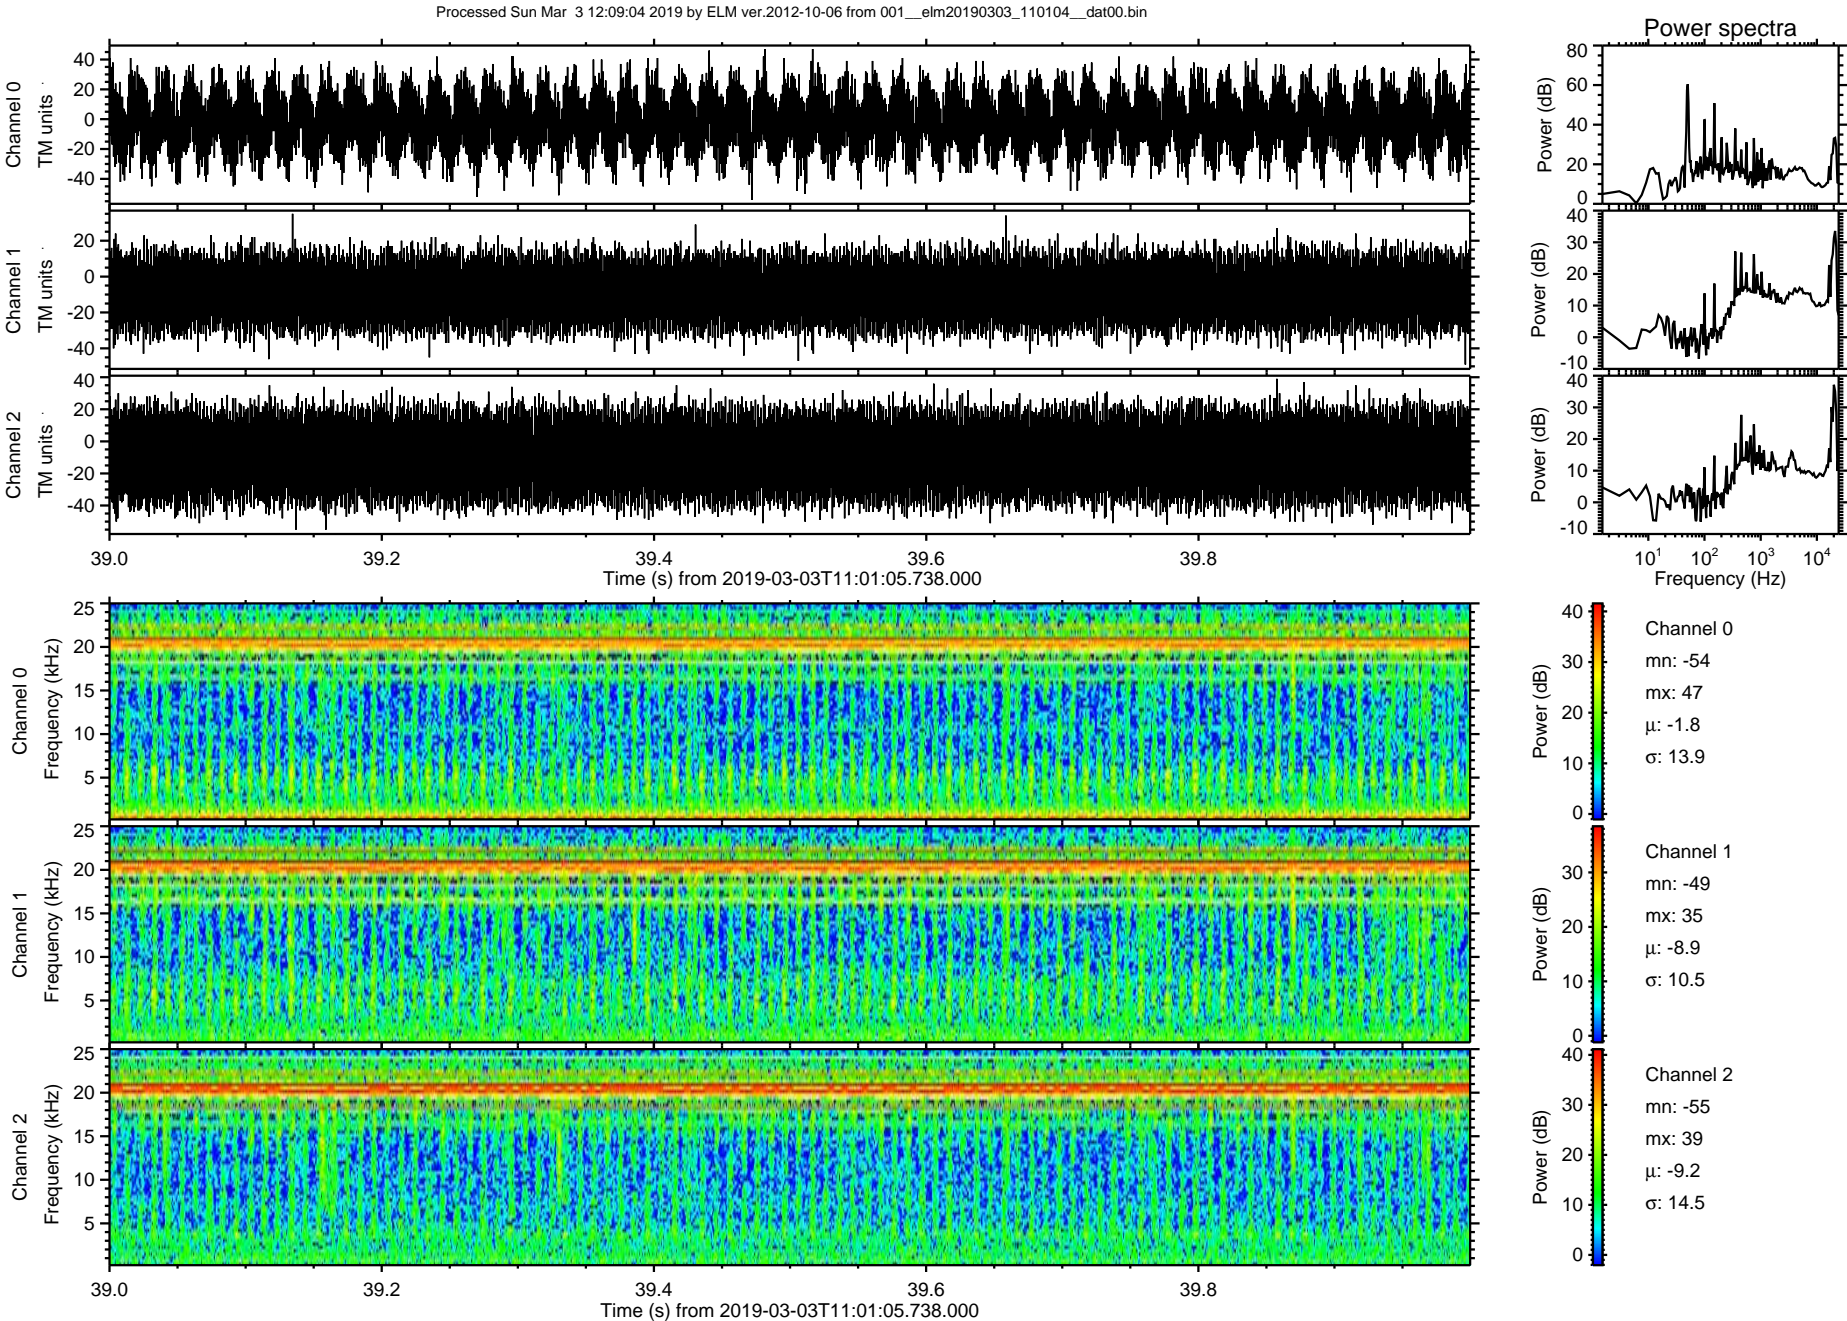 Processed Sun Mar  3 12:09:04 2019 by ELM ver.2012-10-06 from 001__elm20190303_110104__dat00.bin
Power spectra
Channel 0
TM units
40
20
0
-20
-40
Power (dB)
80
60
40
20
0
Channel 1
TM units
20
0
-20
-40
Power (dB)
40
30
20
10
0
-10
Channel 2
TM units
40
20
0
-20
-40
Power (dB)
40
30
20
10
0
-10
39.0 39.2 39.4 39.6 39.8
Time (s) from 2019-03-03T11:01:05.738.000
10^1 10^2 10^3 10^4
Frequency (Hz)
Channel 0
Frequency (kHz)
25
20
15
10
5
Power (dB)
40
30
20
10
0
Channel 0
mn: -54
mx: 47
μ: -1.8
σ: 13.9
Channel 1
Frequency (kHz)
25
20
15
10
5
Power (dB)
30
20
10
0
Channel 1
mn: -49
mx: 35
μ: -8.9
σ: 10.5
Channel 2
Frequency (kHz)
25
20
15
10
5
Power (dB)
40
30
20
10
0
Channel 2
mn: -55
mx: 39
μ: -9.2
σ: 14.5
39.0 39.2 39.4 39.6 39.8
Time (s) from 2019-03-03T11:01:05.738.000